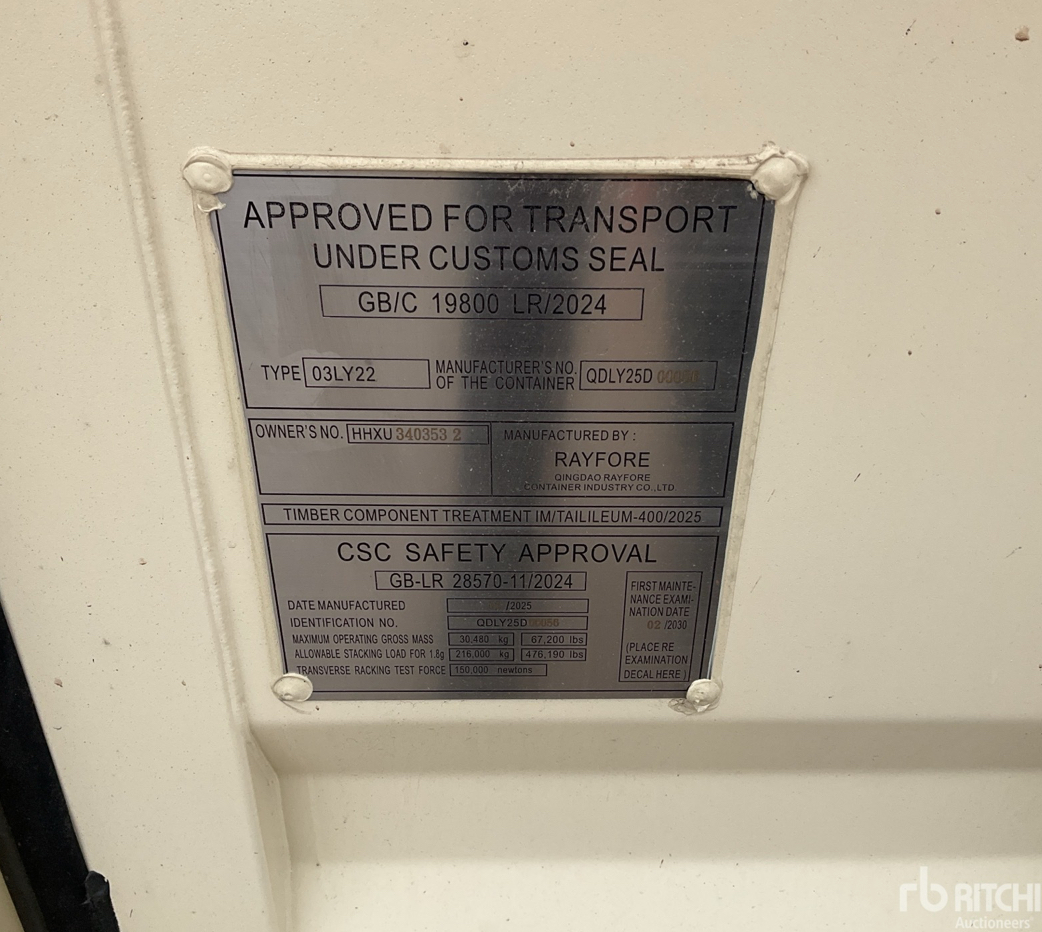 APPROVED FOR TRANSPORT
UNDER CUSTOMS SEAL
GB/C 19800 LR/2024
TYPE 03LY22 MANUFACTURER'S NO. OF THE CONTAINER QDLY25D
OWNER'S NO. HHXU 340353 2
MANUFACTURED BY :
RAYFORE
QINGDAO RAYFORE
CONTAINER INDUSTRY CO.,LTD
TIMBER COMPONENT TREATMENT IM/TAILILEUM-400/2025
CSC SAFETY APPROVAL
GB-LR 28570-11/2024
DATE MANUFACTURED /2025
IDENTIFICATION NO. QDLY25D
MAXIMUM OPERATING GROSS MASS 30,480 kg 67,200 lbs
ALLOWABLE STACKING LOAD FOR 1.8g 216,000 kg 476,190 lbs
TRANSVERSE RACKING TEST FORCE 150,000 newtons
FIRST MAINTE-
NANCE EXAMI-
NATION DATE
02 /2030
(PLACE RE
EXAMINATION
DECAL HERE )
rb RITCHI
Auctioneers